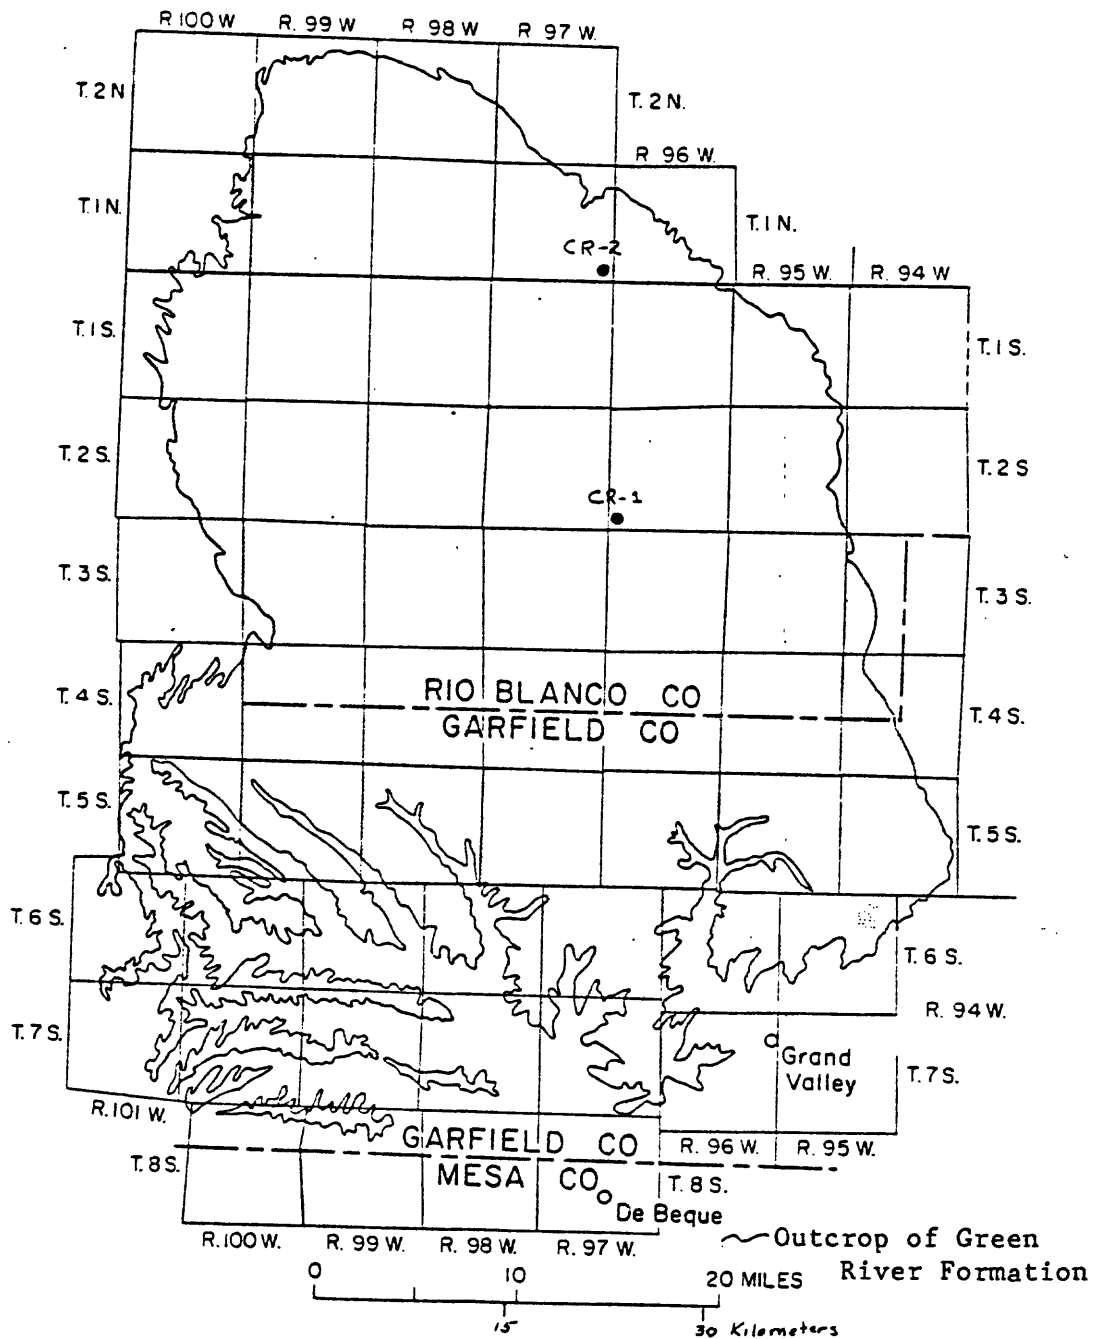 R 100 W R. 99 W R. 98 W R. 97 W.
T. 2 N T. 2 N.
R 96 W.
T. 1 N. T. 1 N.
CR-2
R. 95 W. R. 94 W
T. 1 S. T. 1 S.
T. 2 S. T. 2 S
CR-1
T. 3 S. T. 3 S.
RIO BLANCO CO
T. 4 S. T. 4 S.
GARFIELD CO
T. 5 S. T. 5 S.
T. 6 S. T. 6 S.
R. 94 W.
T. 7 S. T. 7 S.
Grand
Valley
R. 101 W.
GARFIELD CO R. 96 W. R. 95 W.
T. 8 S. MESA CO T. 8 S.
De Beque
R. 100 W. R. 99 W. R. 98 W. R. 97 W.
Outcrop of Green
River Formation
0 10 20 MILES
15 30 Kilometers